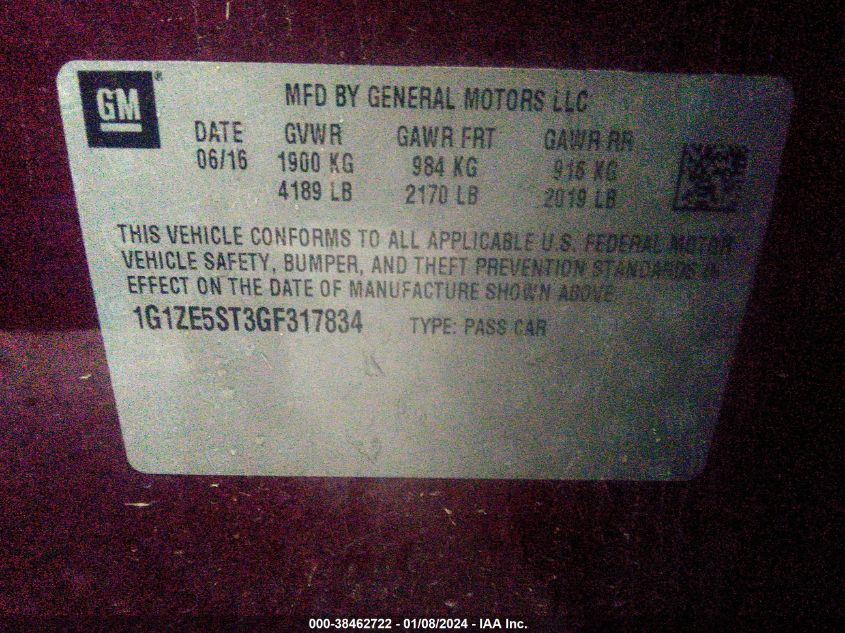 GM®
MFD BY GENERAL MOTORS LLC
DATE GVWR GAWR FRT GAWR RR
06/16 1900 KG 984 KG 916 KG
4189 LB 2170 LB 2019 LB
THIS VEHICLE CONFORMS TO ALL APPLICABLE U.S. FEDERAL MOTOR
VEHICLE SAFETY, BUMPER, AND THEFT PREVENTION STANDARDS IN
EFFECT ON THE DATE OF MANUFACTURE SHOWN ABOVE.
1G1ZE5ST3GF317834 TYPE: PASS CAR
000-38462722 - 01/08/2024 - IAA Inc.